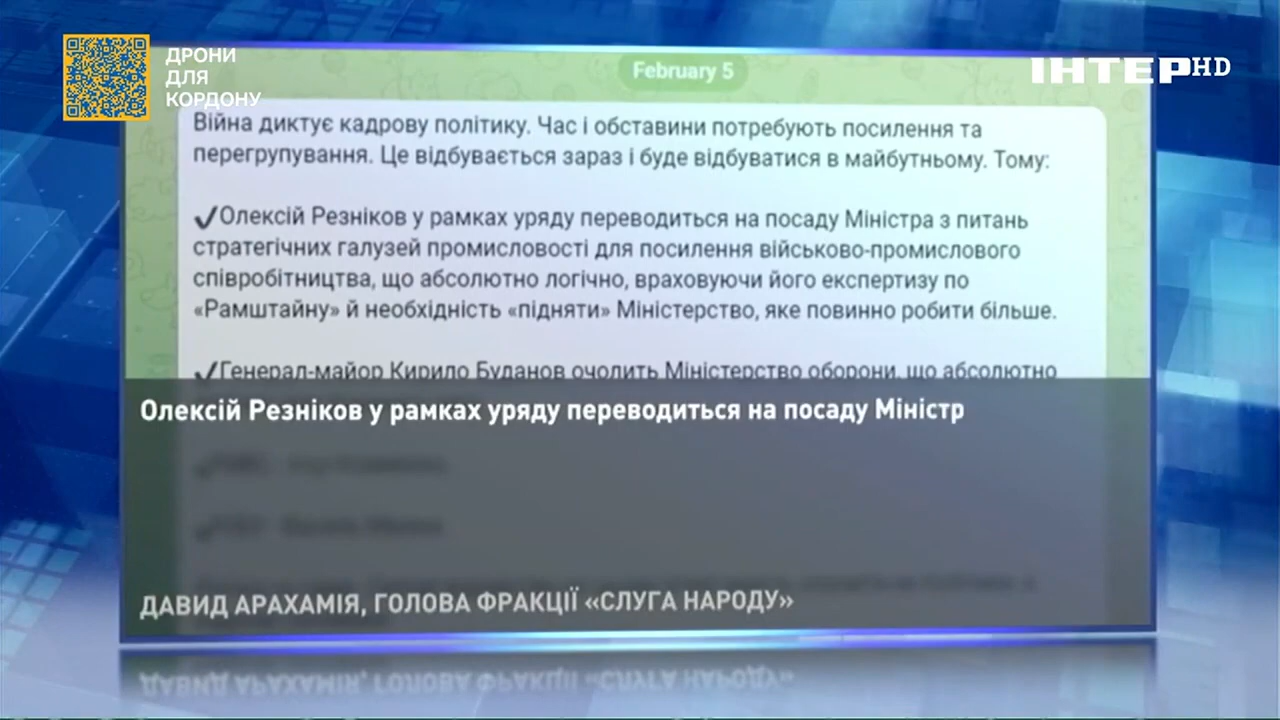 ДРОНИ
ДЛЯ
КОРДОНУ
ІНТЕР HD
February 5
Війна диктує кадрову політику. Час і обставини потребують посилення та
перегрупування. Це відбувається зараз і буде відбуватися в майбутньому. Тому:
✔Олексій Резніков у рамках уряду переводиться на посаду Міністра з питань
стратегічних галузей промисловості для посилення військово-промислового
співробітництва, що абсолютно логічно, враховуючи його експертизу по
«Рамштайну» й необхідність «підняти» Міністерство, яке повинно робити більше.
✔Генерал-майор Кирило Буданов очолить Міністерство оборони, що абсолютно
Олексій Резніков у рамках уряду переводиться на посаду Міністр
ДАВИД АРАХАМІЯ, ГОЛОВА ФРАКЦІЇ «СЛУГА НАРОДУ»